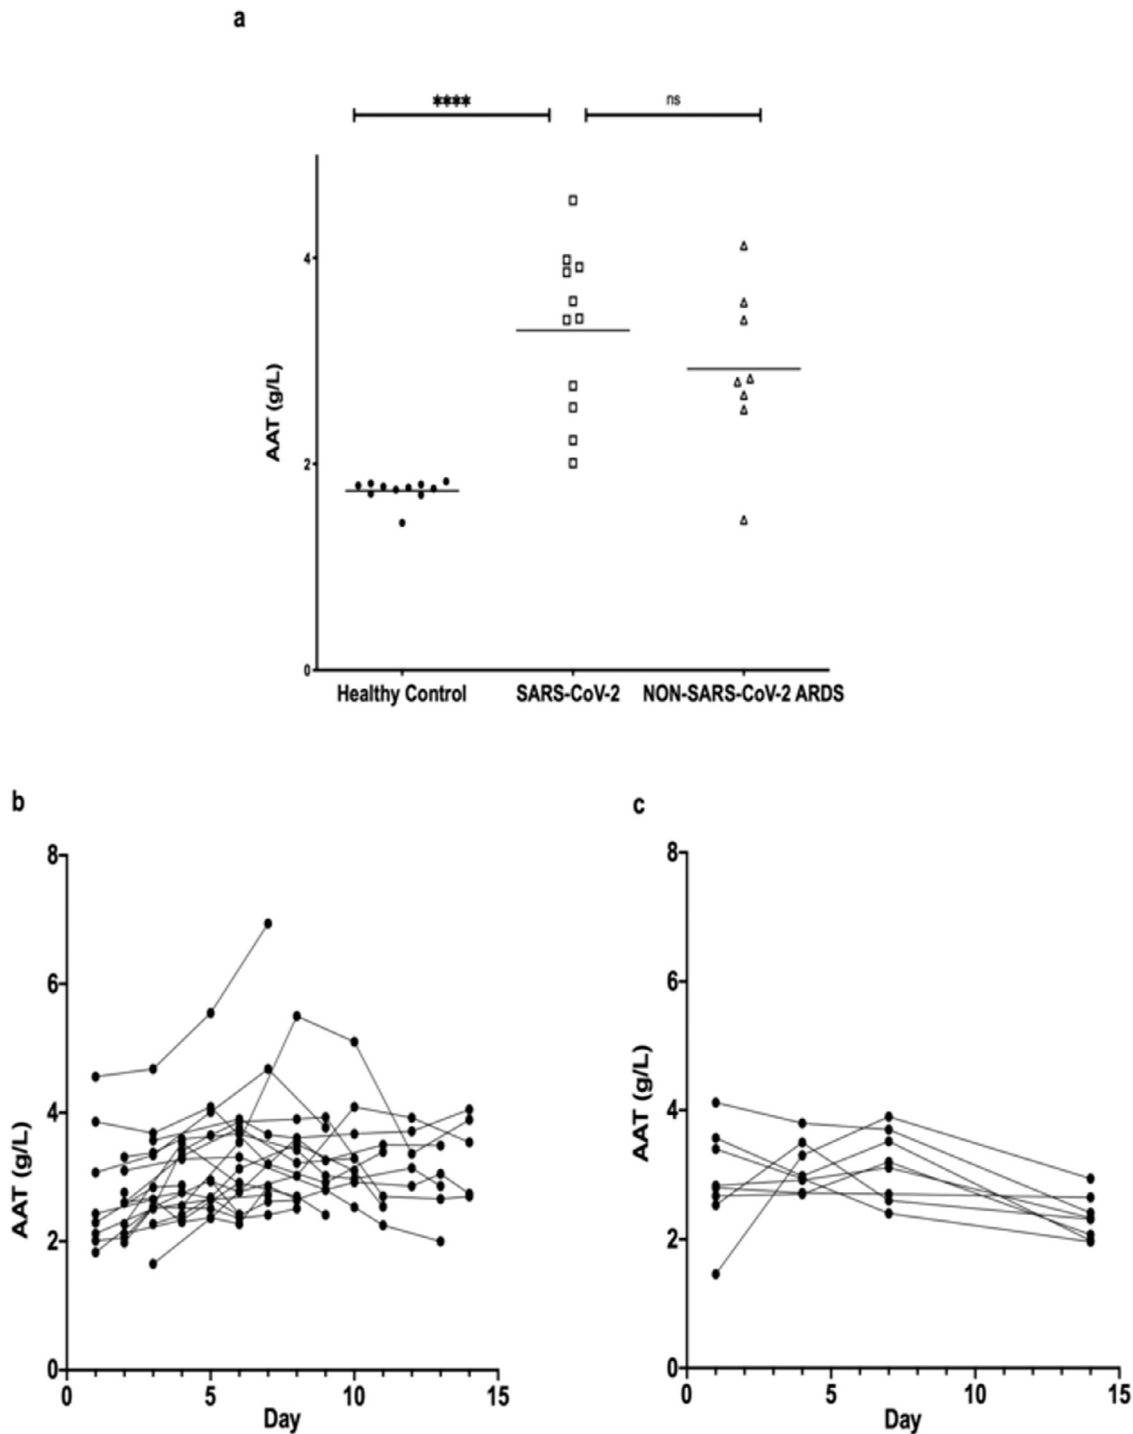 a
**** ns
4
2
0
AAT (g/L)
Healthy Control SARS-CoV-2 NON-SARS-CoV-2 ARDS
b
8
6
4
2
0
AAT (g/L)
0 5 10 15
Day
c
8
6
4
2
0
AAT (g/L)
0 5 10 15
Day